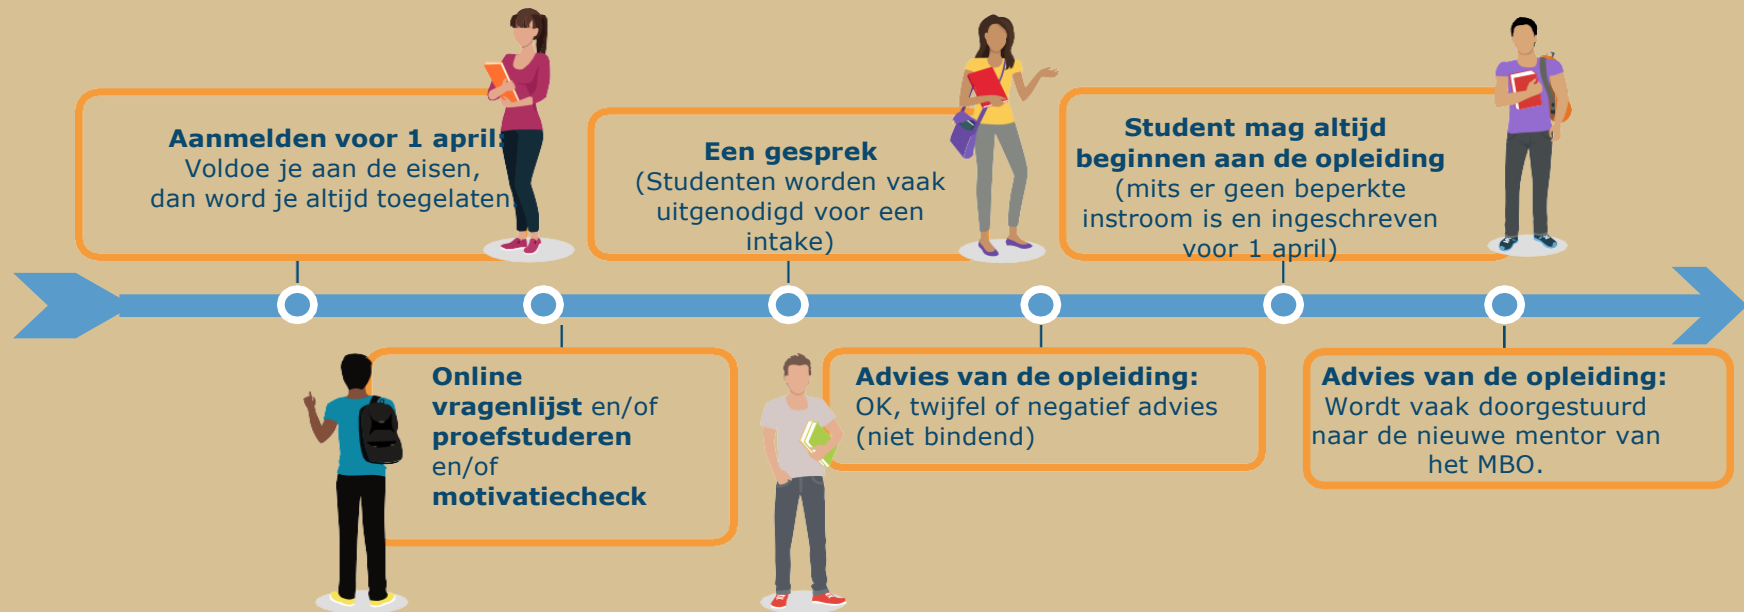 Aanmelden voor 1 april:
Voldoe je aan de eisen,
dan word je altijd toegelaten.
Online
vragenlijst en/of
proefstuderen
en/of
motivatiecheck
Een gesprek
(Studenten worden vaak
uitgenodigd voor een
intake)
Advies van de opleiding:
OK, twijfel of negatief advies
(niet bindend)
Student mag altijd
beginnen aan de opleiding
(mits er geen beperkte
instroom is en ingeschreven
voor 1 april)
Advies van de opleiding:
Wordt vaak doorgestuurd
naar de nieuwe mentor van
het MBO.